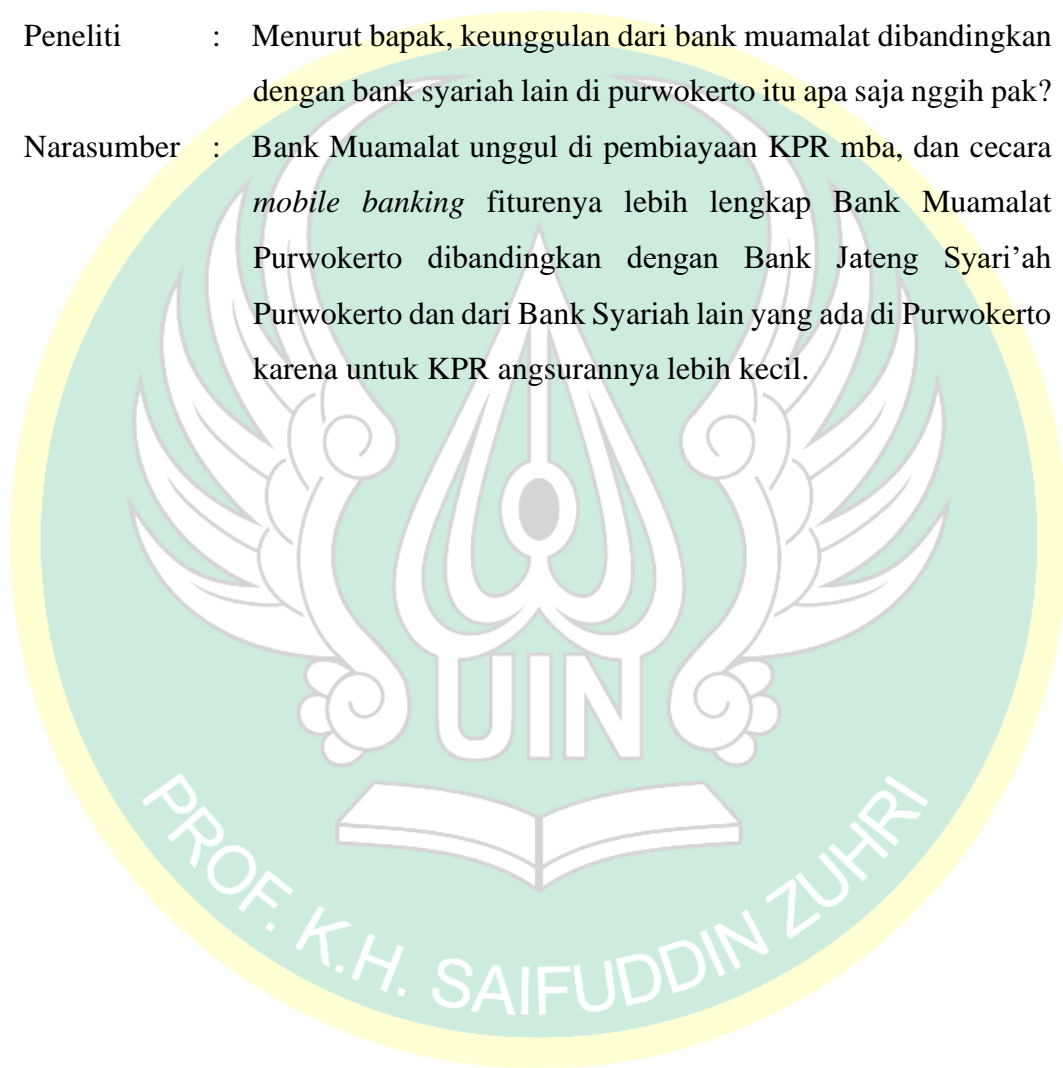 Peneliti : Menurut bapak, keunggulan dari bank muamalat dibandingkan
dengan bank syariah lain di purwokerto itu apa saja nggih pak?
Narasumber : Bank Muamalat unggul di pembiayaan KPR mba, dan cecara
mobile banking fiturenya lebih lengkap Bank Muamalat
Purwokerto dibandingkan dengan Bank Jateng Syari’ah
Purwokerto dan dari Bank Syariah lain yang ada di Purwokerto
karena untuk KPR angsurannya lebih kecil.
UIN
PROF. K.H. SAIFUDDIN ZUHRI